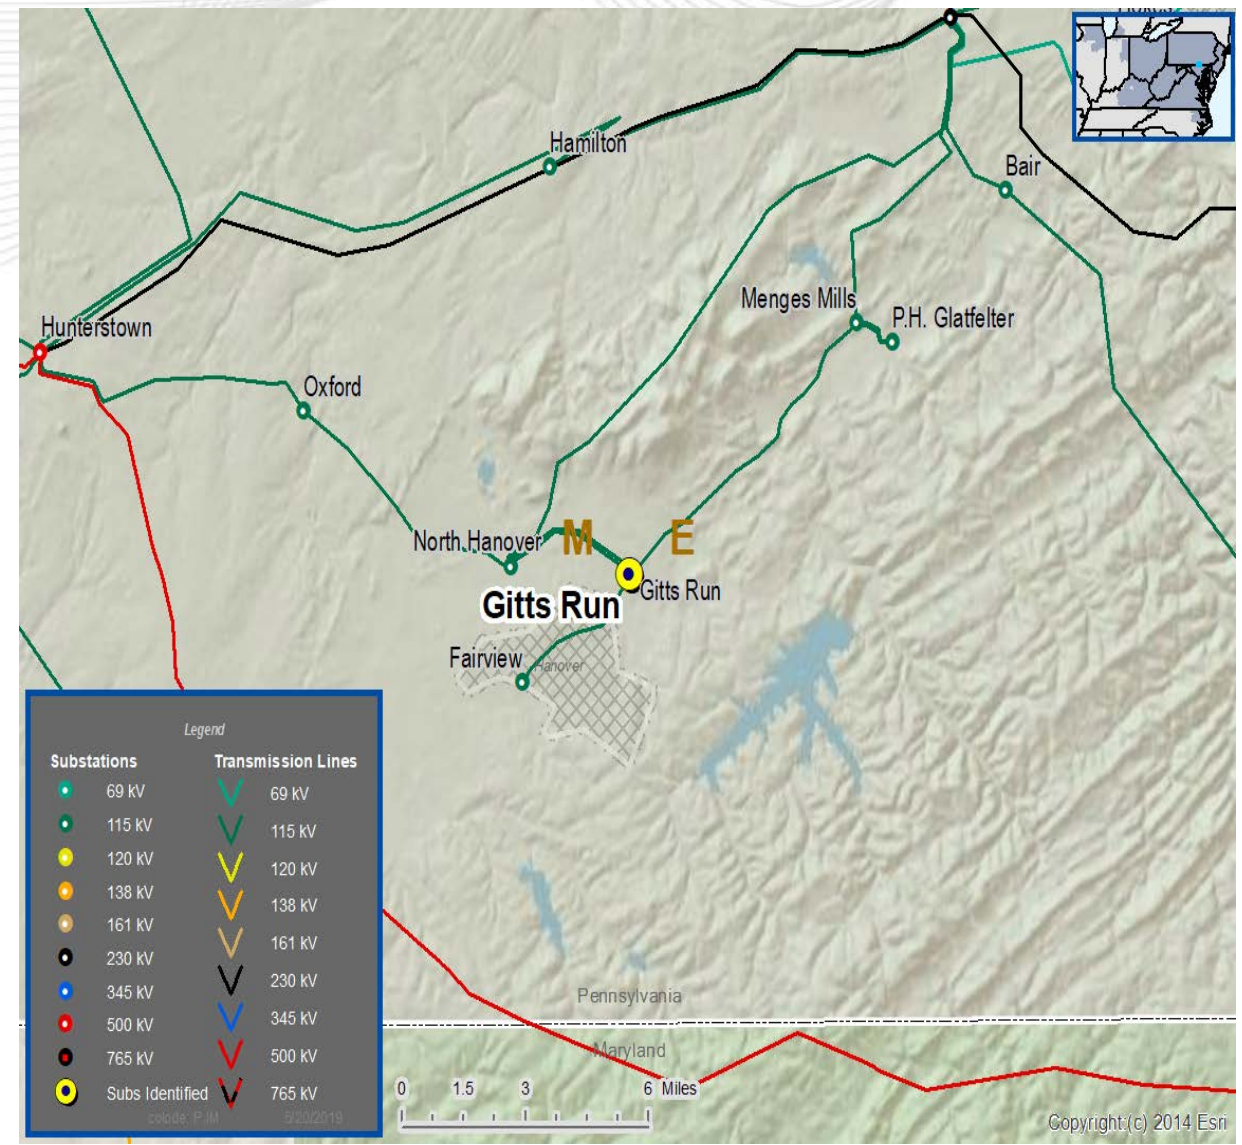 Hamilton
Bair
Menges Mills
P.H. Glatfelter
Hunterstown
Oxford
North Hanover
M E
Gitts Run
Gitts Run
Fairview
Hanover
Legend
Substations
Transmission Lines
69 kV
69 kV
115 kV
115 kV
120 kV
120 kV
138 kV
138 kV
161 kV
161 kV
230 kV
230 kV
345 kV
345 kV
500 kV
500 kV
765 kV
765 kV
Subs Identified
5/20/2019
Pennsylvania
Maryland
0 1.5 3 6 Miles
Copyright:(c) 2014 Esri